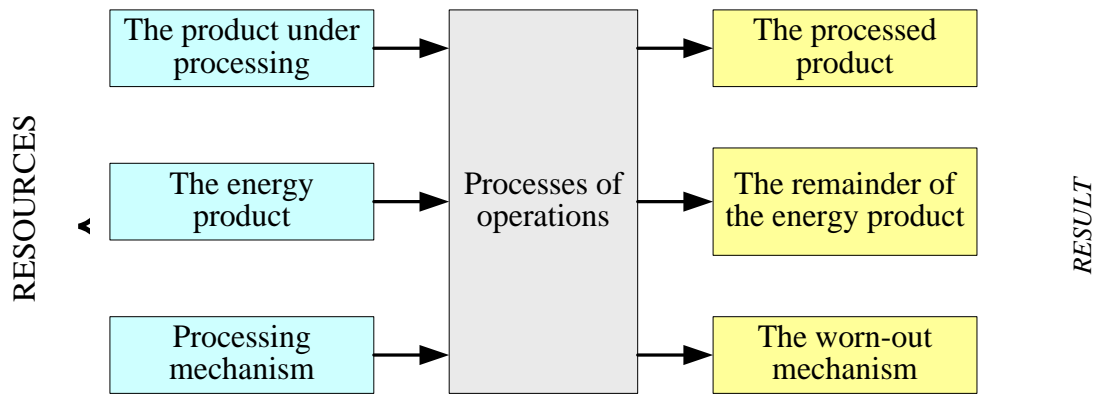 RESOURCES
The product under
processing
The energy
product
Processing
mechanism
Processes of
operations
The processed
product
The remainder of
the energy product
The worn-out
mechanism
RESULT